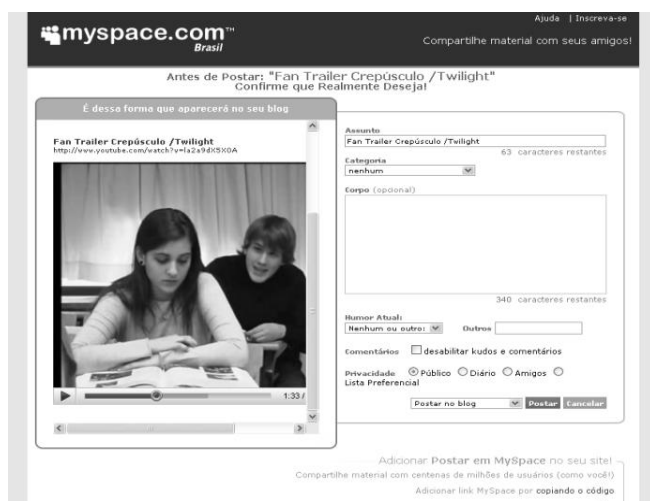 Ajuda | Inscreva-se
myspace.com™
Brasil
Compartilhe material com seus amigos!
Antes de Postar: "Fan Trailer Crepúsculo /Twilight"
Confirme que Realmente Deseja!
É dessa forma que aparecerá no seu blog
Fan Trailer Crepúsculo /Twilight
http://www.youtube.com/watch?v=la2a9dX5X0A
1:33 /
Assunto
Fan Trailer Crepúsculo /Twilight
63 caracteres restantes
Categoria
nenhum
Corpo (opcional)
340 caracteres restantes
Humor Atual:
Nenhum ou outro:
Outros
Comentários
desabilitar kudos e comentários
Privacidade Público Diário Amigos
Lista Preferencial
Postar no blog Postar Cancelar
Adicionar Postar em MySpace no seu site!
Compartilhe material com centenas de milhões de usuários (como você!)
Adicionar link MySpace por copiando o código